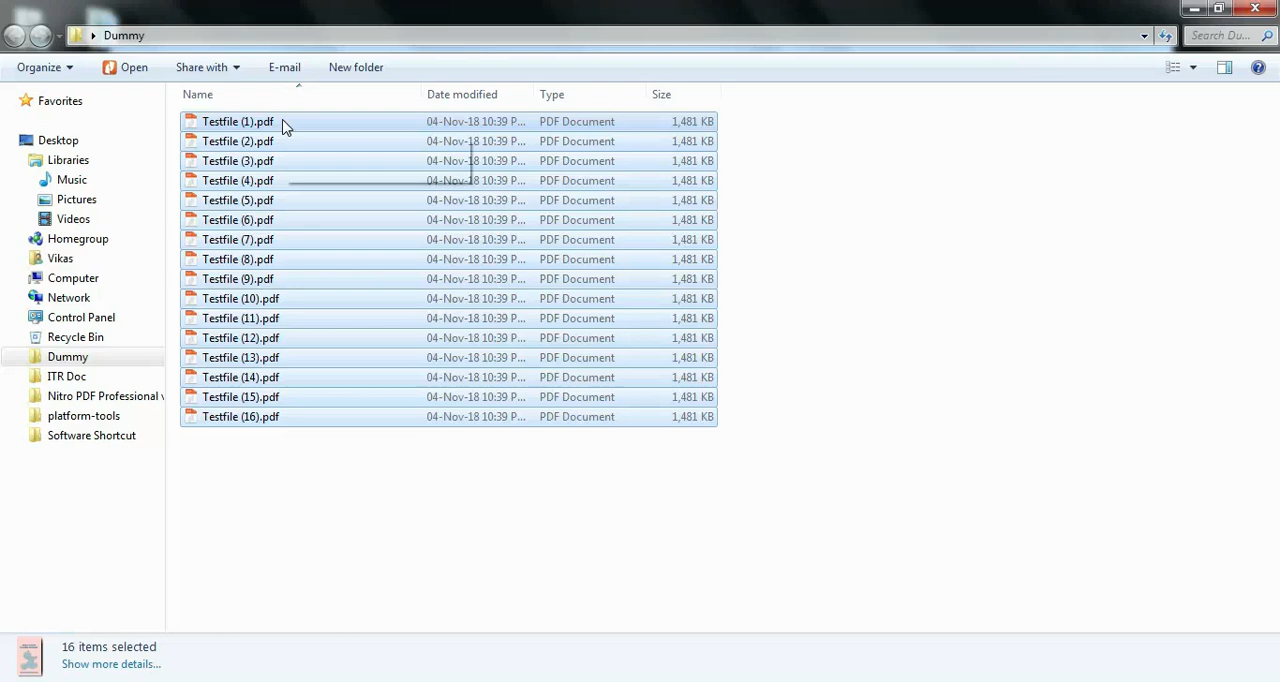 Dummy
Search Du...
Organize Open Share with E-mail New folder
Name Date modified Type Size
Favorites
Desktop
Libraries
Music
Pictures
Videos
Homegroup
Vikas
Computer
Network
Control Panel
Recycle Bin
Dummy
ITR Doc
Nitro PDF Professional v
platform-tools
Software Shortcut
Testfile (1).pdf 04-Nov-18 10:39 P... PDF Document 1,481 KB
Testfile (2).pdf 04-Nov-18 10:39 P... PDF Document 1,481 KB
Testfile (3).pdf 04-Nov-18 10:39 P... PDF Document 1,481 KB
Testfile (4).pdf 04-Nov-18 10:39 P... PDF Document 1,481 KB
Testfile (5).pdf 04-Nov-18 10:39 P... PDF Document 1,481 KB
Testfile (6).pdf 04-Nov-18 10:39 P... PDF Document 1,481 KB
Testfile (7).pdf 04-Nov-18 10:39 P... PDF Document 1,481 KB
Testfile (8).pdf 04-Nov-18 10:39 P... PDF Document 1,481 KB
Testfile (9).pdf 04-Nov-18 10:39 P... PDF Document 1,481 KB
Testfile (10).pdf 04-Nov-18 10:39 P... PDF Document 1,481 KB
Testfile (11).pdf 04-Nov-18 10:39 P... PDF Document 1,481 KB
Testfile (12).pdf 04-Nov-18 10:39 P... PDF Document 1,481 KB
Testfile (13).pdf 04-Nov-18 10:39 P... PDF Document 1,481 KB
Testfile (14).pdf 04-Nov-18 10:39 P... PDF Document 1,481 KB
Testfile (15).pdf 04-Nov-18 10:39 P... PDF Document 1,481 KB
Testfile (16).pdf 04-Nov-18 10:39 P... PDF Document 1,481 KB
16 items selected
Show more details...